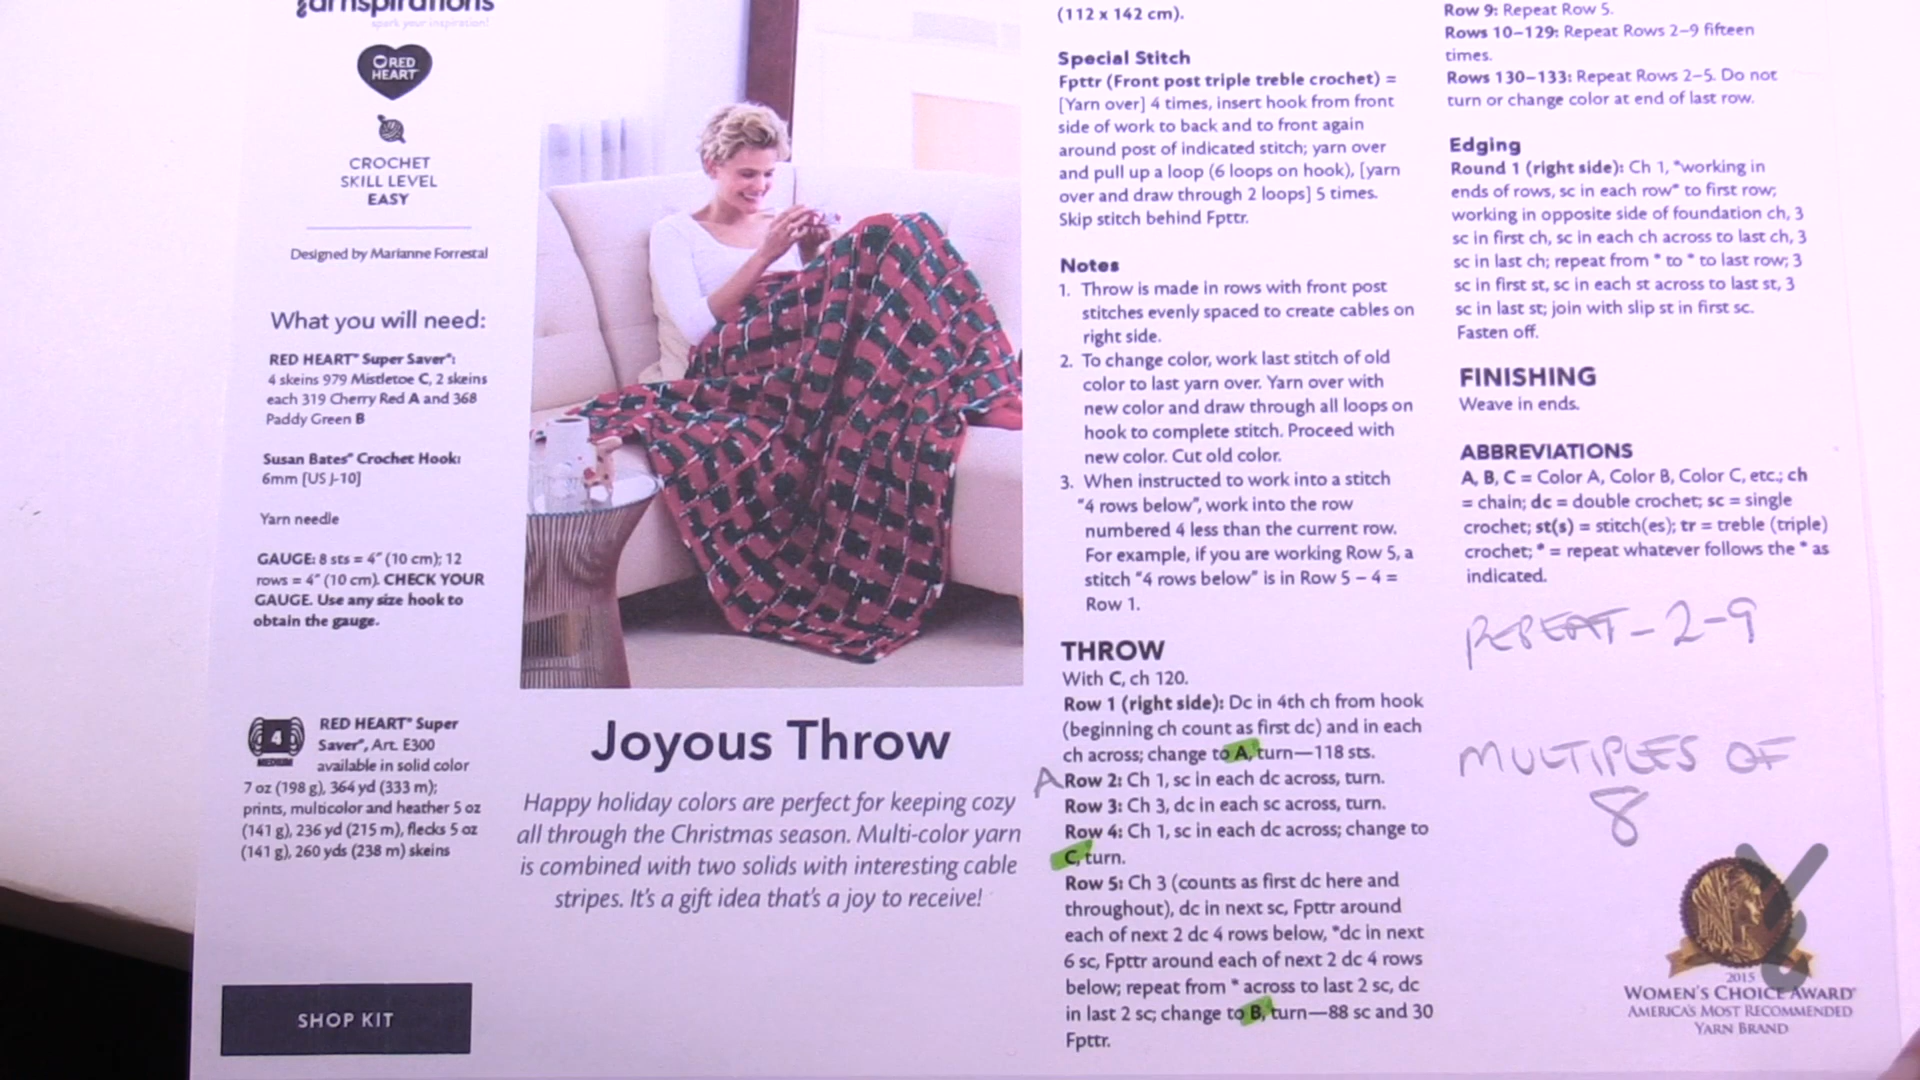 Yarnspirations
spark your inspiration!
RED
HEART
CROCHET
SKILL LEVEL
EASY
Designed by Marianne Forrestal
What you will need:
RED HEART® Super Saver®:
4 skeins 979 Mistletoe C, 2 skeins
each 319 Cherry Red A and 368
Paddy Green B
Susan Bates® Crochet Hook:
6mm [US J-10]
Yarn needle
GAUGE: 8 sts = 4" (10 cm); 12
rows = 4" (10 cm). CHECK YOUR
GAUGE. Use any size hook to
obtain the gauge.
4
MEDIUM
RED HEART® Super
Saver®, Art. E300
available in solid color
7 oz (198 g), 364 yd (333 m);
prints, multicolor and heather 5 oz
(141 g), 236 yd (215 m), flecks 5 oz
(141 g), 260 yds (238 m) skeins
SHOP KIT
Joyous Throw
Happy holiday colors are perfect for keeping cozy
all through the Christmas season. Multi-color yarn
is combined with two solids with interesting cable
stripes. It's a gift idea that's a joy to receive!
(112 x 142 cm).
Special Stitch
Fpttr (Front post triple treble crochet) =
[Yarn over] 4 times, insert hook from front
side of work to back and to front again
around post of indicated stitch; yarn over
and pull up a loop (6 loops on hook), [yarn
over and draw through 2 loops] 5 times.
Skip stitch behind Fpttr.
Notes
1. Throw is made in rows with front post
stitches evenly spaced to create cables on
right side.
2. To change color, work last stitch of old
color to last yarn over. Yarn over with
new color and draw through all loops on
hook to complete stitch. Proceed with
new color. Cut old color.
3. When instructed to work into a stitch
"4 rows below", work into the row
numbered 4 less than the current row.
For example, if you are working Row 5, a
stitch "4 rows below" is in Row 5 – 4 =
Row 1.
THROW
With C, ch 120.
Row 1 (right side): Dc in 4th ch from hook
(beginning ch count as first dc) and in each
ch across; change to A, turn—118 sts.
A Row 2: Ch 1, sc in each dc across, turn.
Row 3: Ch 3, dc in each sc across, turn.
Row 4: Ch 1, sc in each dc across; change to
C, turn.
Row 5: Ch 3 (counts as first dc here and
throughout), dc in next sc, Fpttr around
each of next 2 dc 4 rows below, *dc in next
6 sc, Fpttr around each of next 2 dc 4 rows
below; repeat from * across to last 2 sc, dc
in last 2 sc; change to B, turn—88 sc and 30
Fpttr.
Row 9: Repeat Row 5.
Rows 10–129: Repeat Rows 2–9 fifteen
times.
Rows 130–133: Repeat Rows 2–5. Do not
turn or change color at end of last row.
Edging
Round 1 (right side): Ch 1, *working in
ends of rows, sc in each row* to first row;
working in opposite side of foundation ch, 3
sc in first ch, sc in each ch across to last ch, 3
sc in last ch; repeat from * to * to last row; 3
sc in first st, sc in each st across to last st, 3
sc in last st; join with slip st in first sc.
Fasten off.
FINISHING
Weave in ends.
ABBREVIATIONS
A, B, C = Color A, Color B, Color C, etc.; ch
= chain; dc = double crochet; sc = single
crochet; st(s) = stitch(es); tr = treble (triple)
crochet; * = repeat whatever follows the * as
indicated.
REPEAT - 2-9
MULTIPLES OF
8
2015
WOMEN'S CHOICE AWARD®
AMERICA'S MOST RECOMMENDED
YARN BRAND